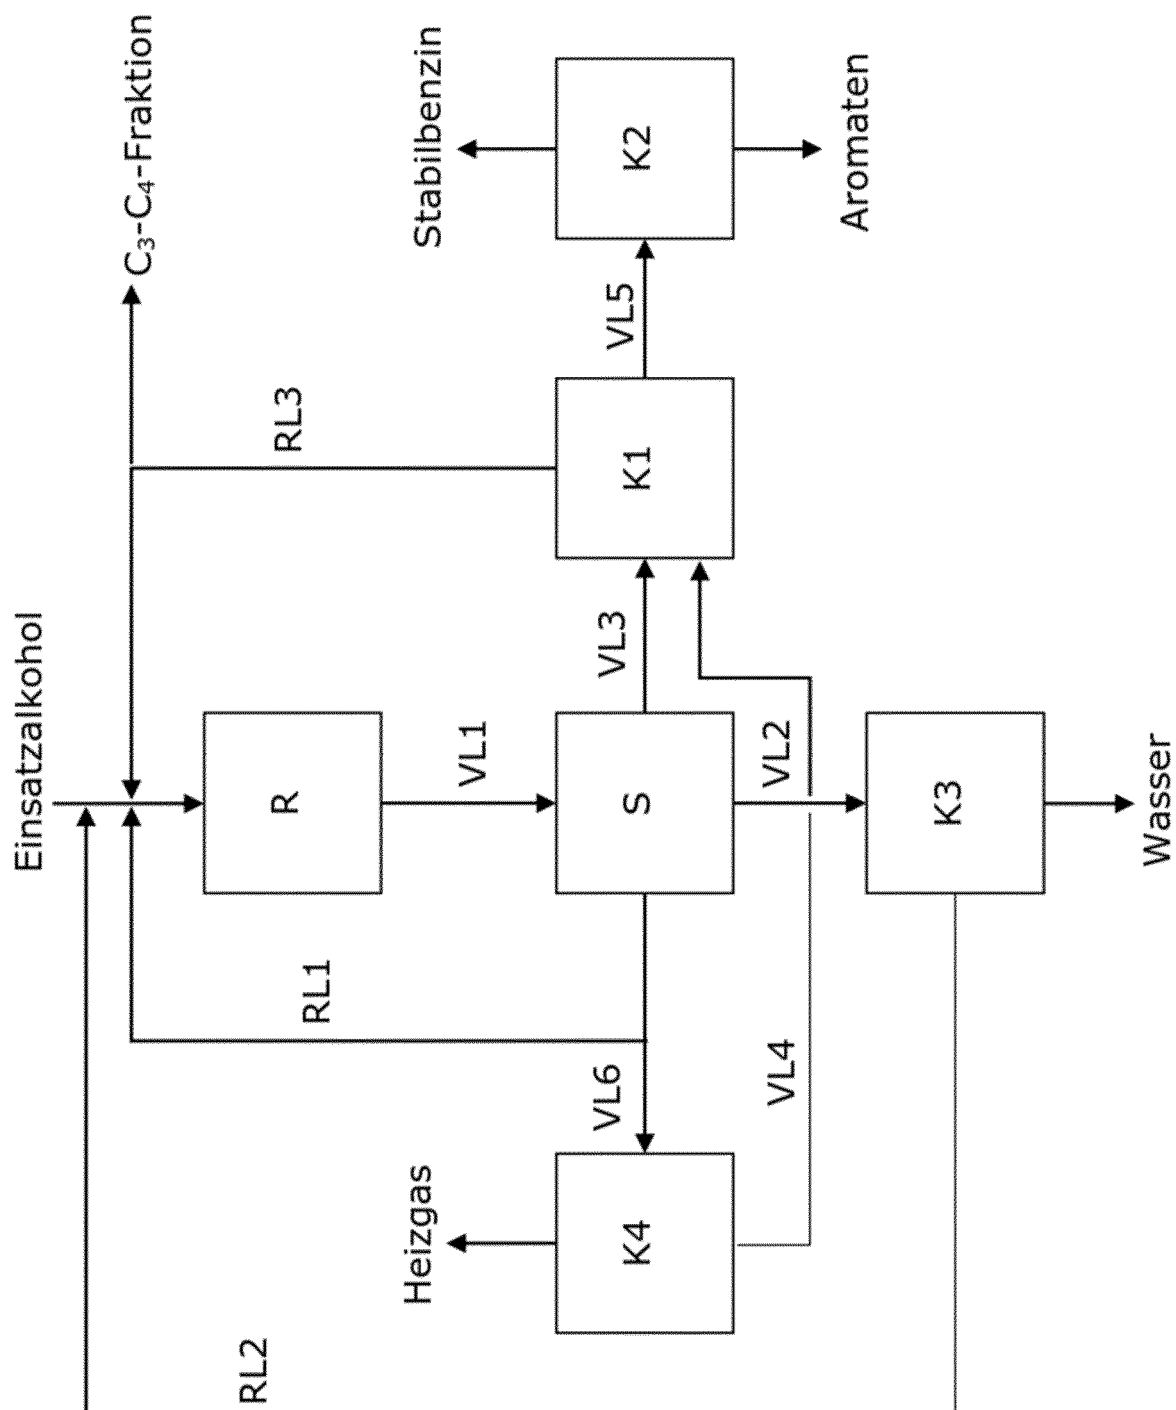 Einsatzalkohol
C₃-C₄-Fraktion
RL3
Stabilbenzin
R
VL1
RL1
RL2
Heizgas
K4
VL6
S
VL3
K1
VL5
K2
Aromaten
VL4
VL2
K3
Wasser